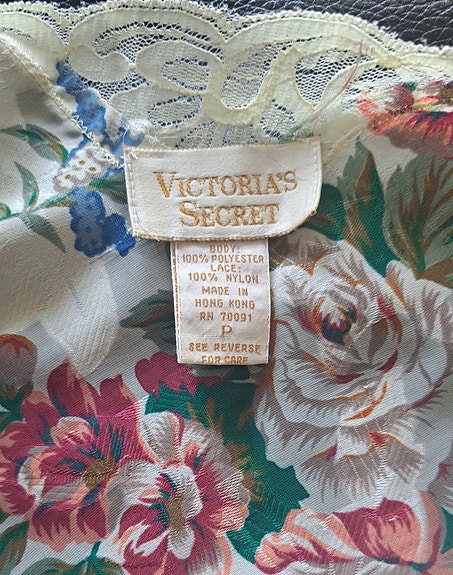 VICTORIA'S
SECRET
BODY:
100% POLYESTER
LACE:
100% NYLON
MADE IN
HONG KONG
RN 70091
P
SEE REVERSE
FOR CARE